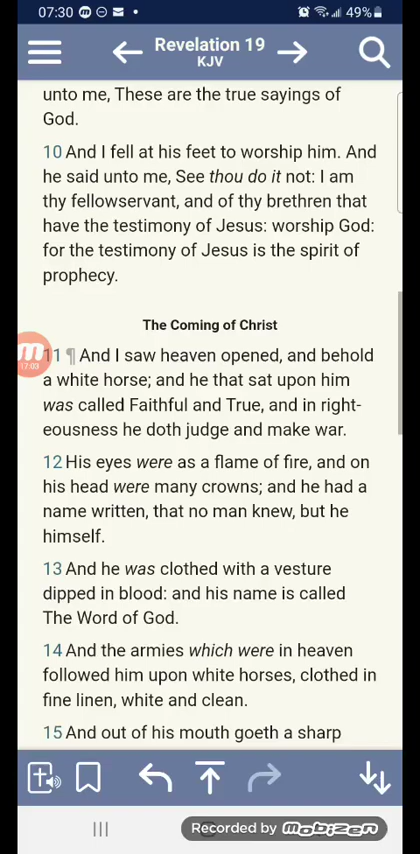 07:30
49%
Revelation 19
KJV
unto me, These are the true sayings of
God.
10 And I fell at his feet to worship him. And
he said unto me, See thou do it not: I am
thy fellowservant, and of thy brethren that
have the testimony of Jesus: worship God:
for the testimony of Jesus is the spirit of
prophecy.
The Coming of Christ
11 ¶ And I saw heaven opened, and behold
a white horse; and he that sat upon him
was called Faithful and True, and in right-
eousness he doth judge and make war.
12 His eyes were as a flame of fire, and on
his head were many crowns; and he had a
name written, that no man knew, but he
himself.
13 And he was clothed with a vesture
dipped in blood: and his name is called
The Word of God.
14 And the armies which were in heaven
followed him upon white horses, clothed in
fine linen, white and clean.
15 And out of his mouth goeth a sharp
m
17:03
Recorded by mobizen